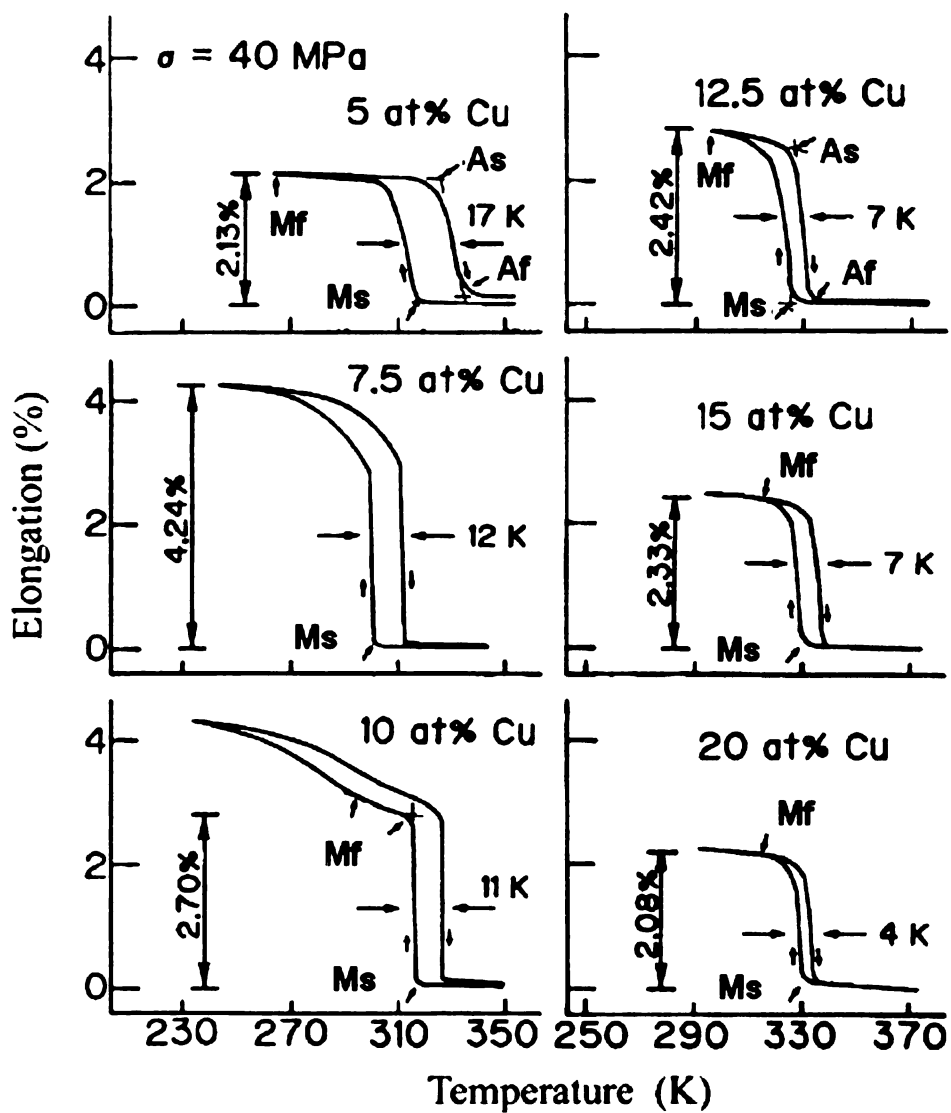 Elongation (%)
σ = 40 MPa
5 at% Cu
4
2
0
2.13%
Mf
As
17 K
Af
Ms
12.5 at% Cu
2.42%
Mf
As
7 K
Af
Ms
7.5 at% Cu
4
2
0
4.24%
12 K
Ms
15 at% Cu
Mf
2.33%
7 K
Ms
10 at% Cu
4
2
0
2.70%
Mf
11 K
Ms
20 at% Cu
Mf
2.08%
4 K
Ms
230 270 310 350 250 290 330 370
Temperature (K)